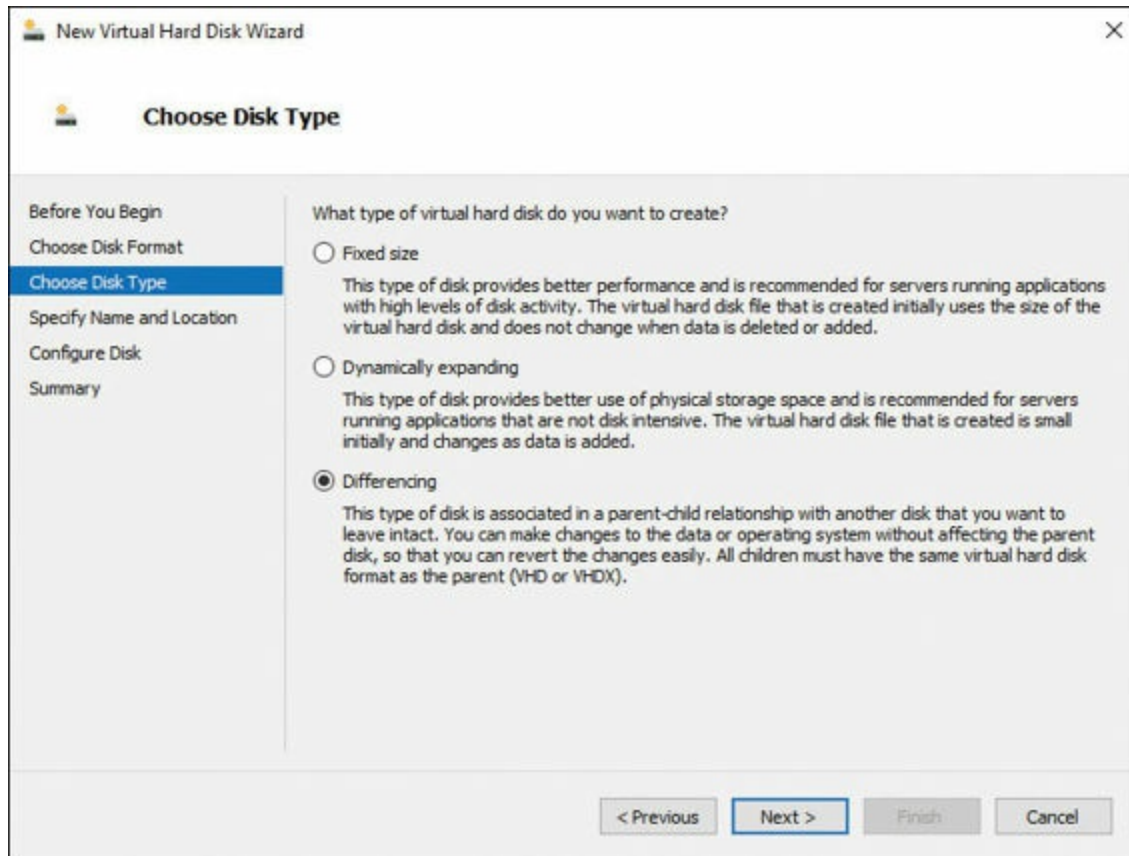 New Virtual Hard Disk Wizard
Choose Disk Type
Before You Begin
Choose Disk Format
Choose Disk Type
Specify Name and Location
Configure Disk
Summary
What type of virtual hard disk do you want to create?
Fixed size
This type of disk provides better performance and is recommended for servers running applications
with high levels of disk activity. The virtual hard disk file that is created initially uses the size of the
virtual hard disk and does not change when data is deleted or added.
Dynamically expanding
This type of disk provides better use of physical storage space and is recommended for servers
running applications that are not disk intensive. The virtual hard disk file that is created is small
initially and changes as data is added.
Differencing
This type of disk is associated in a parent-child relationship with another disk that you want to
leave intact. You can make changes to the data or operating system without affecting the parent
disk, so that you can revert the changes easily. All children must have the same virtual hard disk
format as the parent (VHD or VHDX).
< Previous
Next >
Finish
Cancel